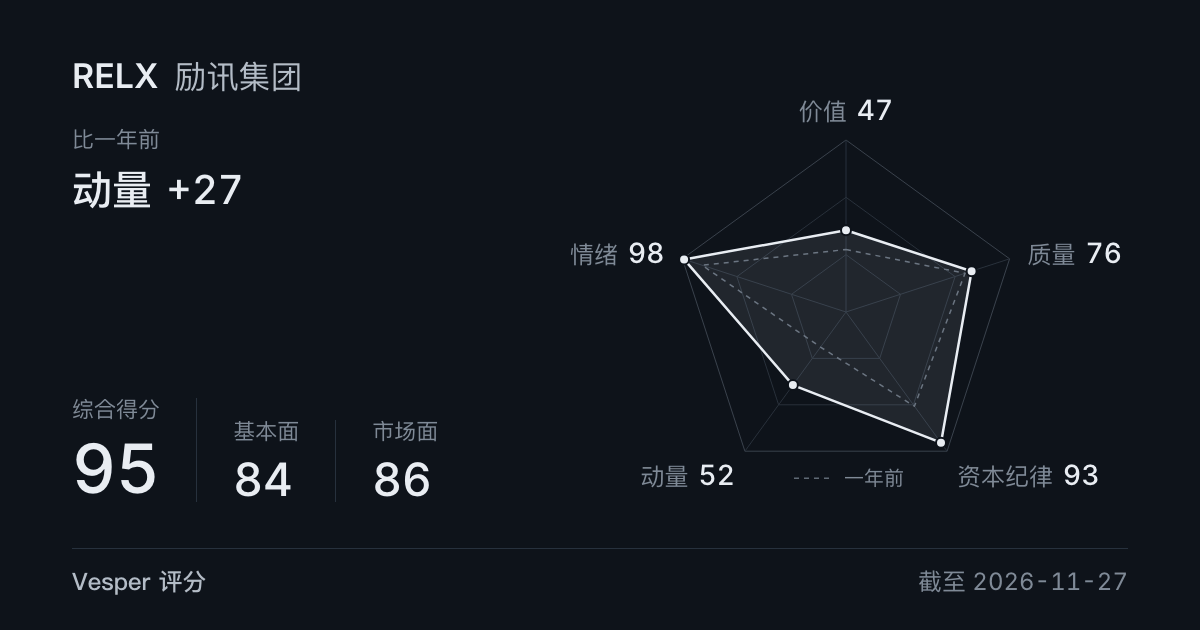 RELX 励讯集团
比一年前
动量 +27
价值 47
情绪 98
质量 76
动量 52
一年前
资本纪律 93
综合得分
95
基本面
84
市场面
86
Vesper 评分
截至 2026-11-27